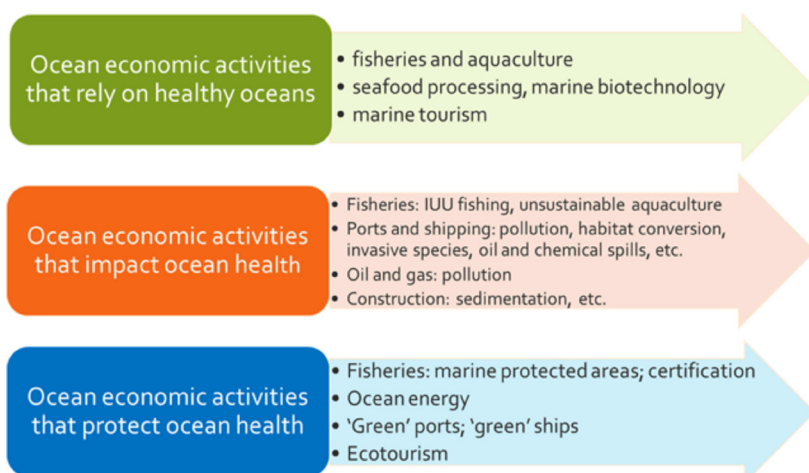 Ocean economic activities
that rely on healthy oceans
• fisheries and aquaculture
• seafood processing, marine biotechnology
• marine tourism
Ocean economic activities
that impact ocean health
• Fisheries: IUU fishing, unsustainable aquaculture
• Ports and shipping: pollution, habitat conversion,
invasive species, oil and chemical spills, etc.
• Oil and gas: pollution
• Construction: sedimentation, etc.
Ocean economic activities
that protect ocean health
• Fisheries: marine protected areas; certification
• Ocean energy
• ‘Green’ ports; ‘green’ ships
• Ecotourism